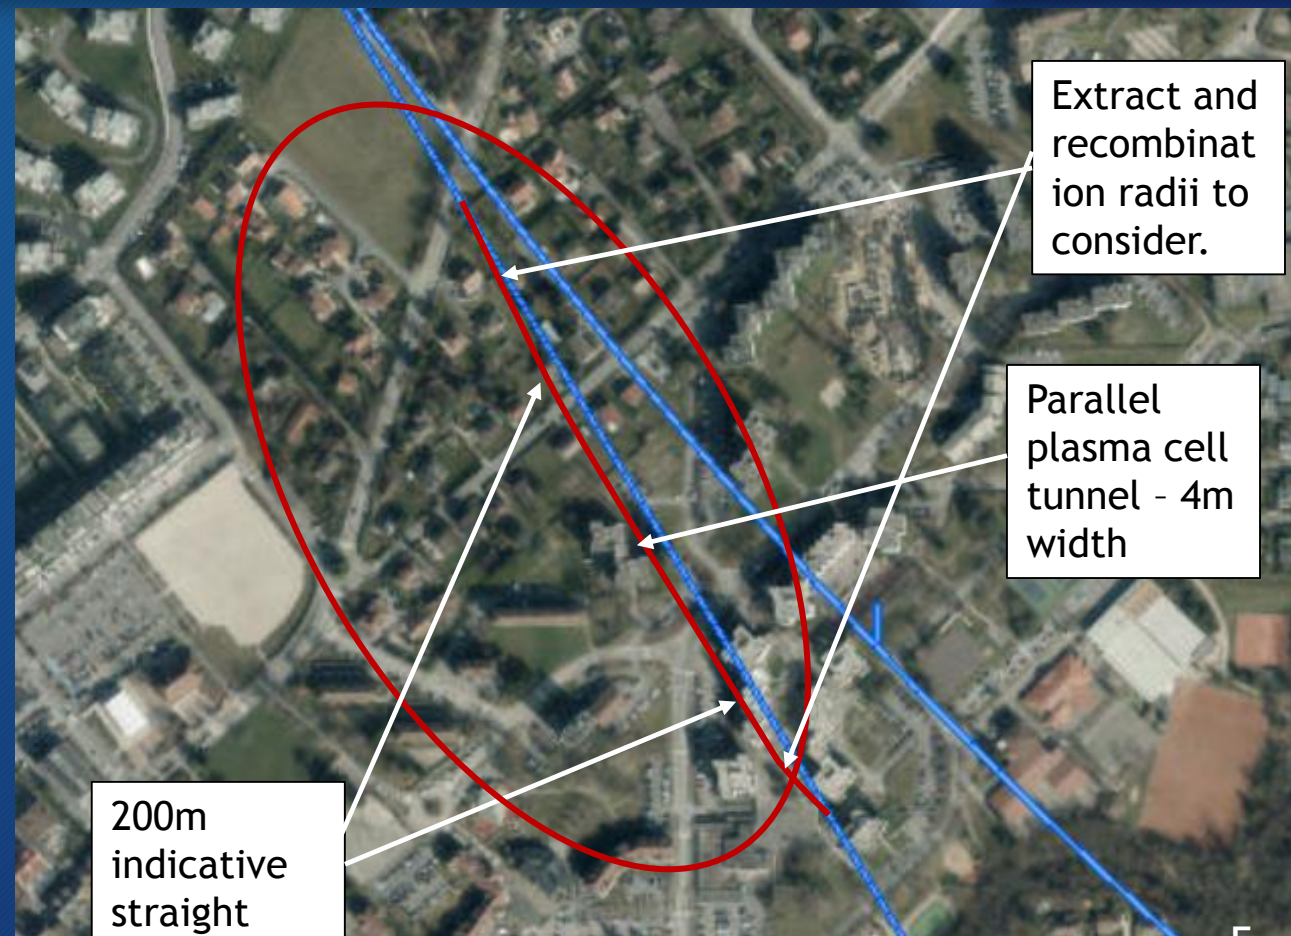 Extract and
recombinat
ion radii to
consider.
Parallel
plasma cell
tunnel – 4m
width
200m
indicative
straight